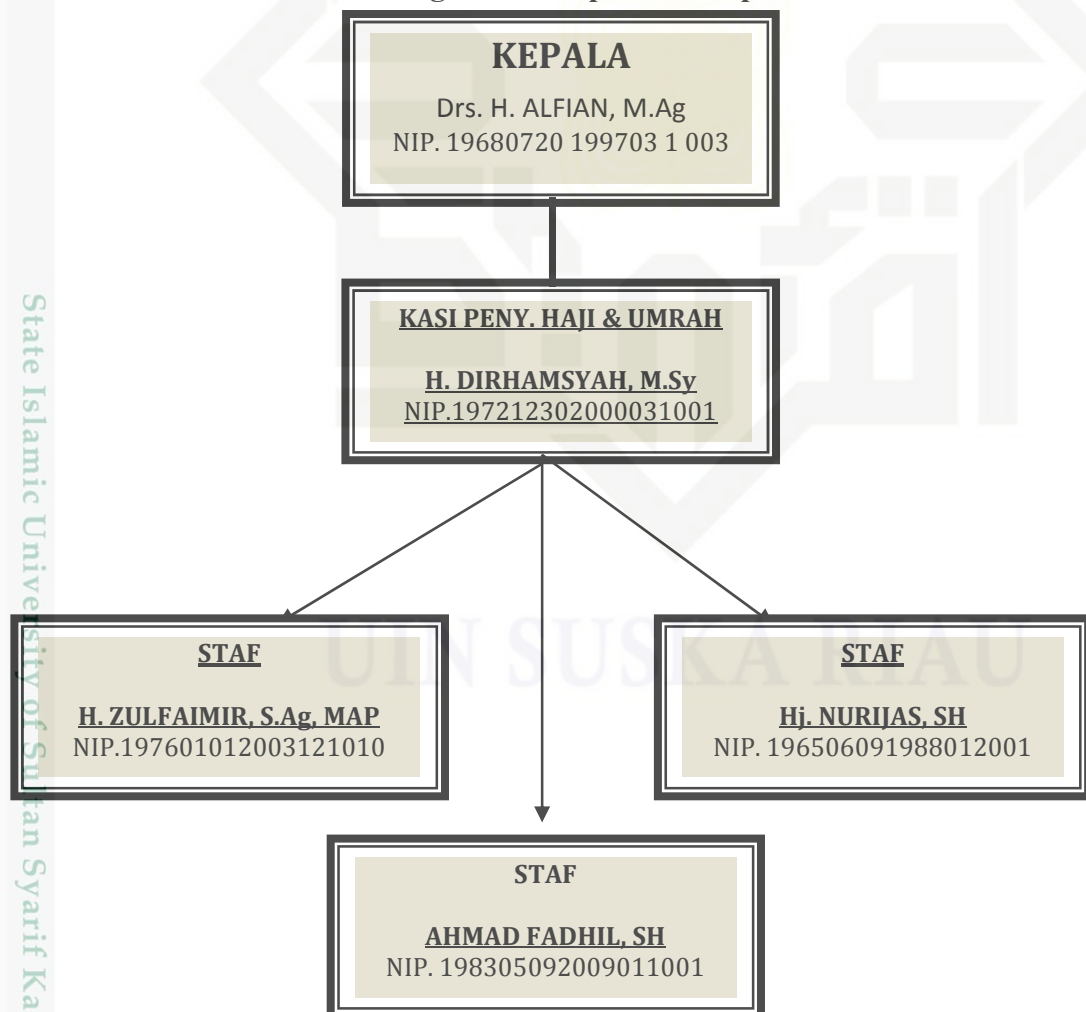 KEPALA
Drs. H. ALFIAN, M.Ag
NIP. 19680720 199703 1 003
KASI PENY. HAJI & UMRAH
H. DIRHAMSYAH, M.Sy
NIP.197212302000031001
STAF
H. ZULFAIMIR, S.Ag, MAP
NIP.197601012003121010
STAF
Hj. NURIJAS, SH
NIP. 196506091988012001
STAF
AHMAD FADHIL, SH
NIP. 198305092009011001
UIN SUSKA RIAU
State Islamic University of Sultan Syarif